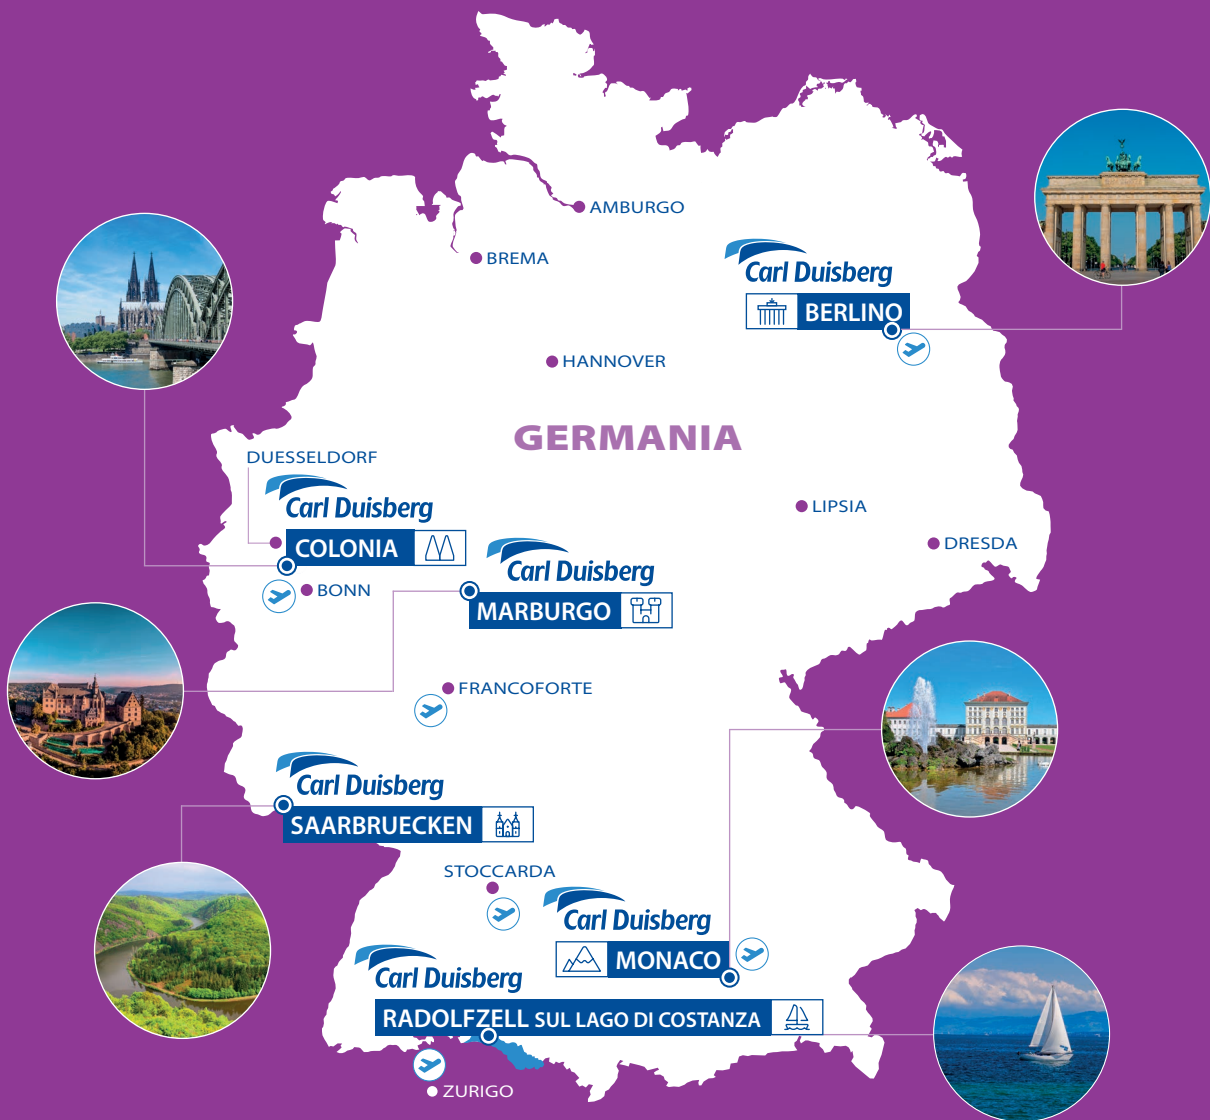 AMBURGO
BREMA
Carl Duisberg
BERLINO
HANNOVER
GERMANIA
DUESSELDORF
Carl Duisberg
COLONIA
LIPSIA
DRESDA
Carl Duisberg
MARBURGO
BONN
FRANCOFORTE
Carl Duisberg
SAARBRUECKEN
STOCCARDA
Carl Duisberg
MONACO
Carl Duisberg
RADOLFZELL SUL LAGO DI COSTANZA
ZURIGO